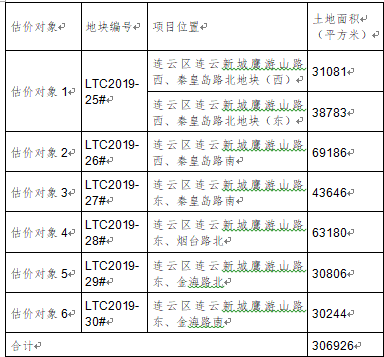 估价对象 地块编号 项目位置 土地面积
（平方米）
估价对象 1 LTC2019-
25#
连云区连云新城鹰游山路
西、秦皇岛路北地块（西）
31081
连云区连云新城鹰游山路
西、秦皇岛路北地块（东）
38783
估价对象 2 LTC2019-
26#
连云区连云新城鹰游山路
西、秦皇岛路南
69186
估价对象 3 LTC2019-
27#
连云区连云新城鹰游山路
东、秦皇岛路南
43646
估价对象 4 LTC2019-
28#
连云区连云新城鹰游山路
东、烟台路北
63180
估价对象 5 LTC2019-
29#
连云区连云新城鹰游山路
东、金湾路北
30806
估价对象 6 LTC2019-
30#
连云区连云新城鹰游山路
东、金湾路南
30244
合计 306926